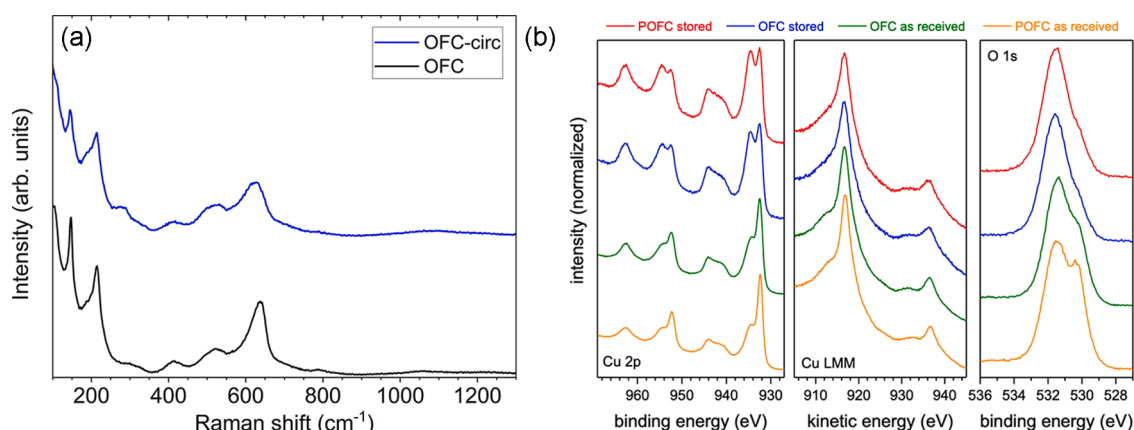 (a)
OFC-circ
OFC
Intensity (arb. units)
200 400 600 800 1000 1200
Raman shift (cm-1)
(b)
POFC stored OFC stored OFC as received POFC as received
intensity (normalized)
Cu 2p
960 950 940 930
binding energy (eV)
Cu LMM
910 920 930 940
kinetic energy (eV)
O 1s
536 534 532 530 528
binding energy (eV)